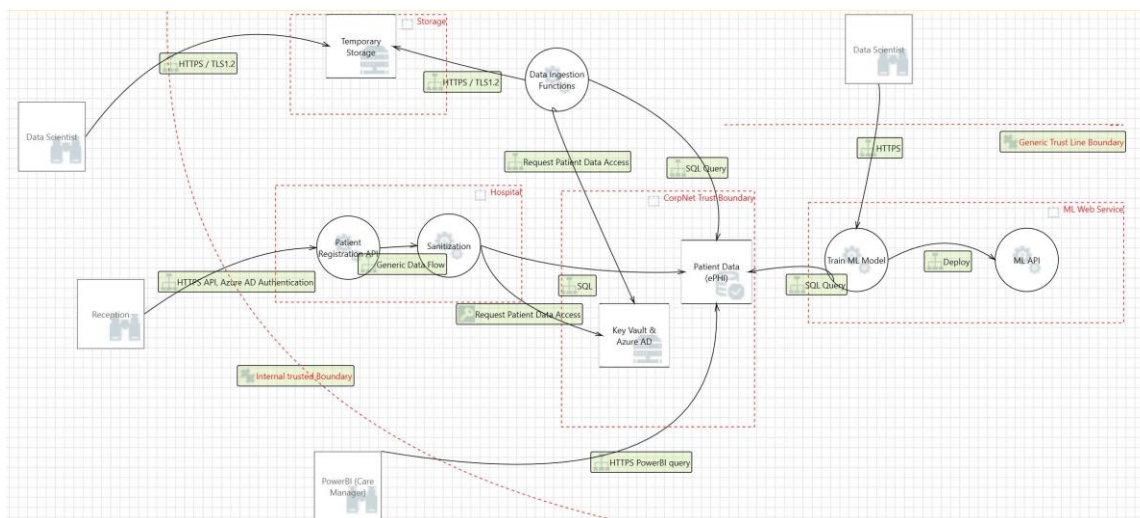 Storage
Temporary
Storage
HTTPS / TLS1.2
HTTPS / TLS1.2
Data Ingestion
Functions
Data Scientist
Data Scientist
Generic Trust Line Boundary
HTTPS
Request Patient Data Access
SQL Query
Hospital
CorpNet Trust Boundary
ML Web Service
Patient
Registration API
Sanitization
Generic Data Flow
Patient Data
(ePHI)
Train ML Model
Deploy
ML API
HTTPS API, Azure AD Authentication
SQL
SQL Query
Reception
Request Patient Data Access
Key Vault &
Azure AD
Internal trusted Boundary
HTTPS PowerBI query
PowerBI (Care
Manager)